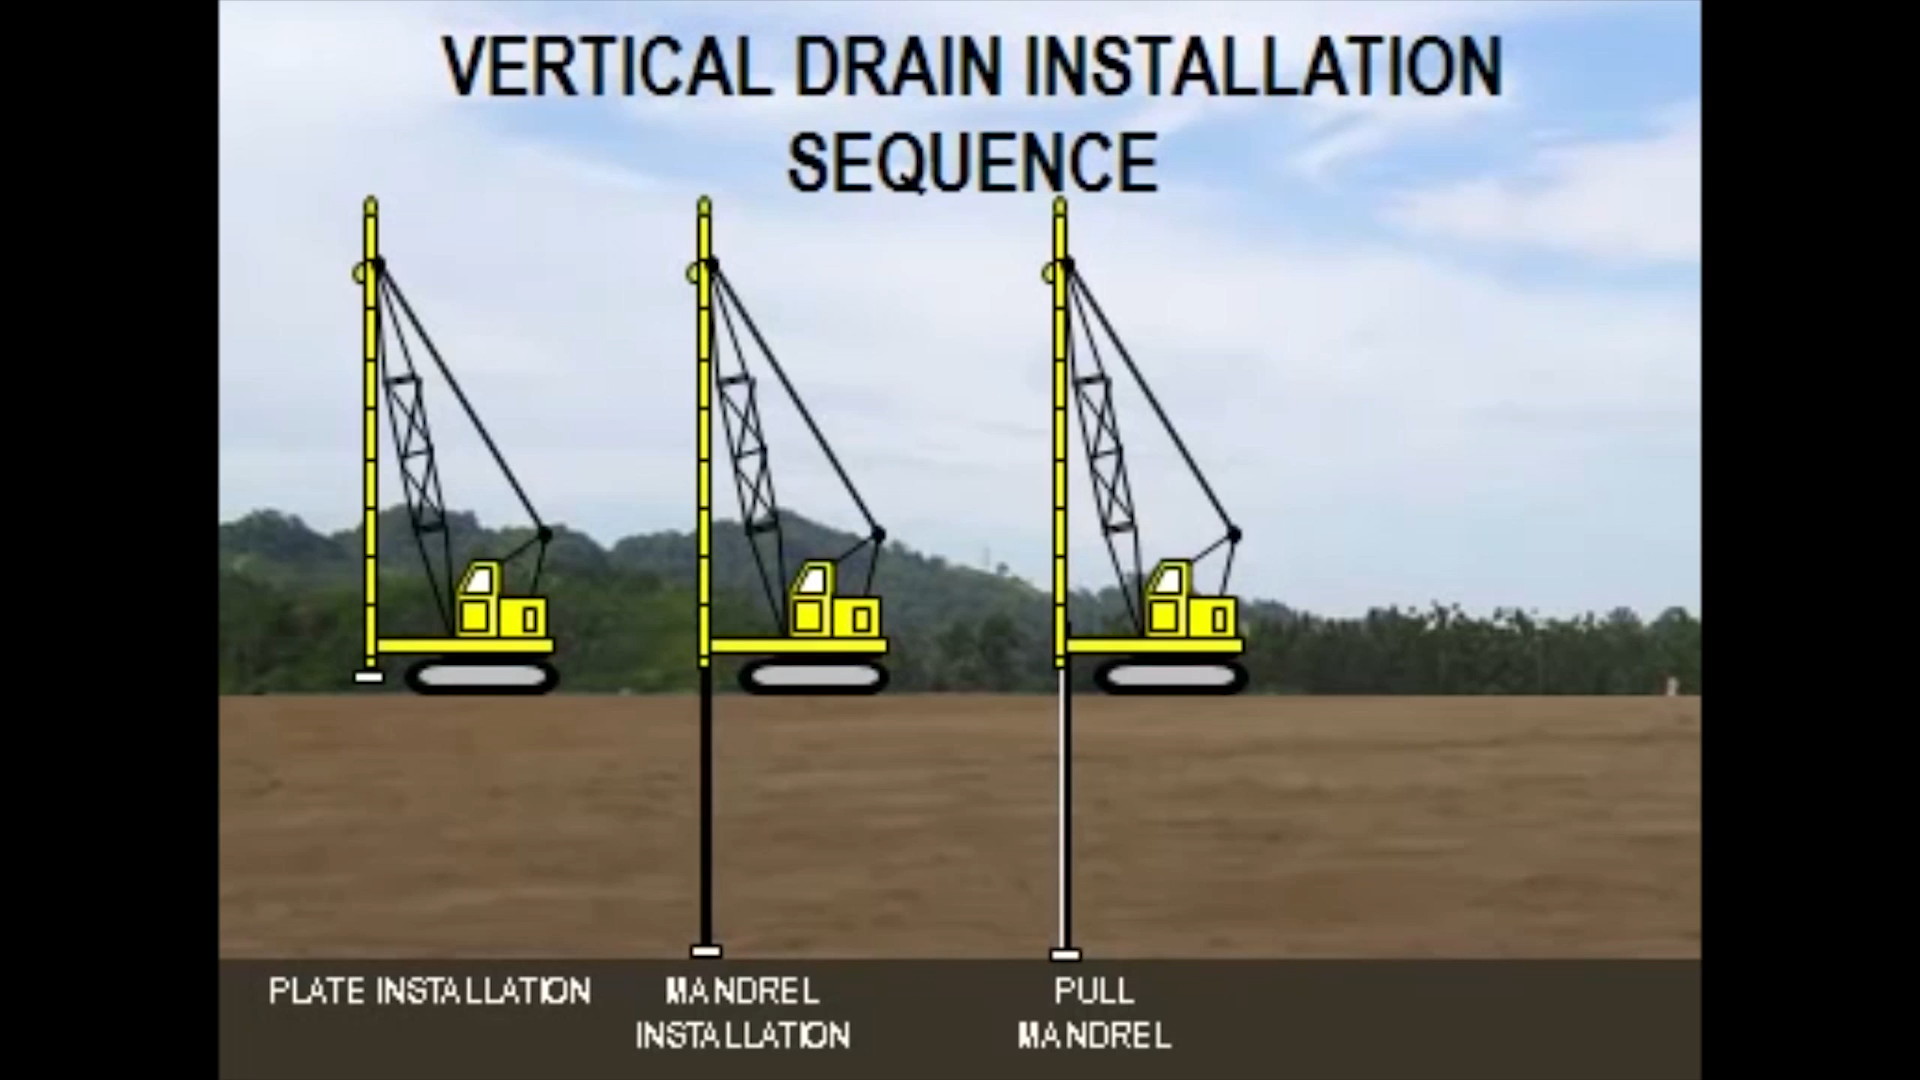 VERTICAL DRAIN INSTALLATION
SEQUENCE
PLATE INSTALLATION
MANDREL
INSTALLATION
PULL
MANDREL